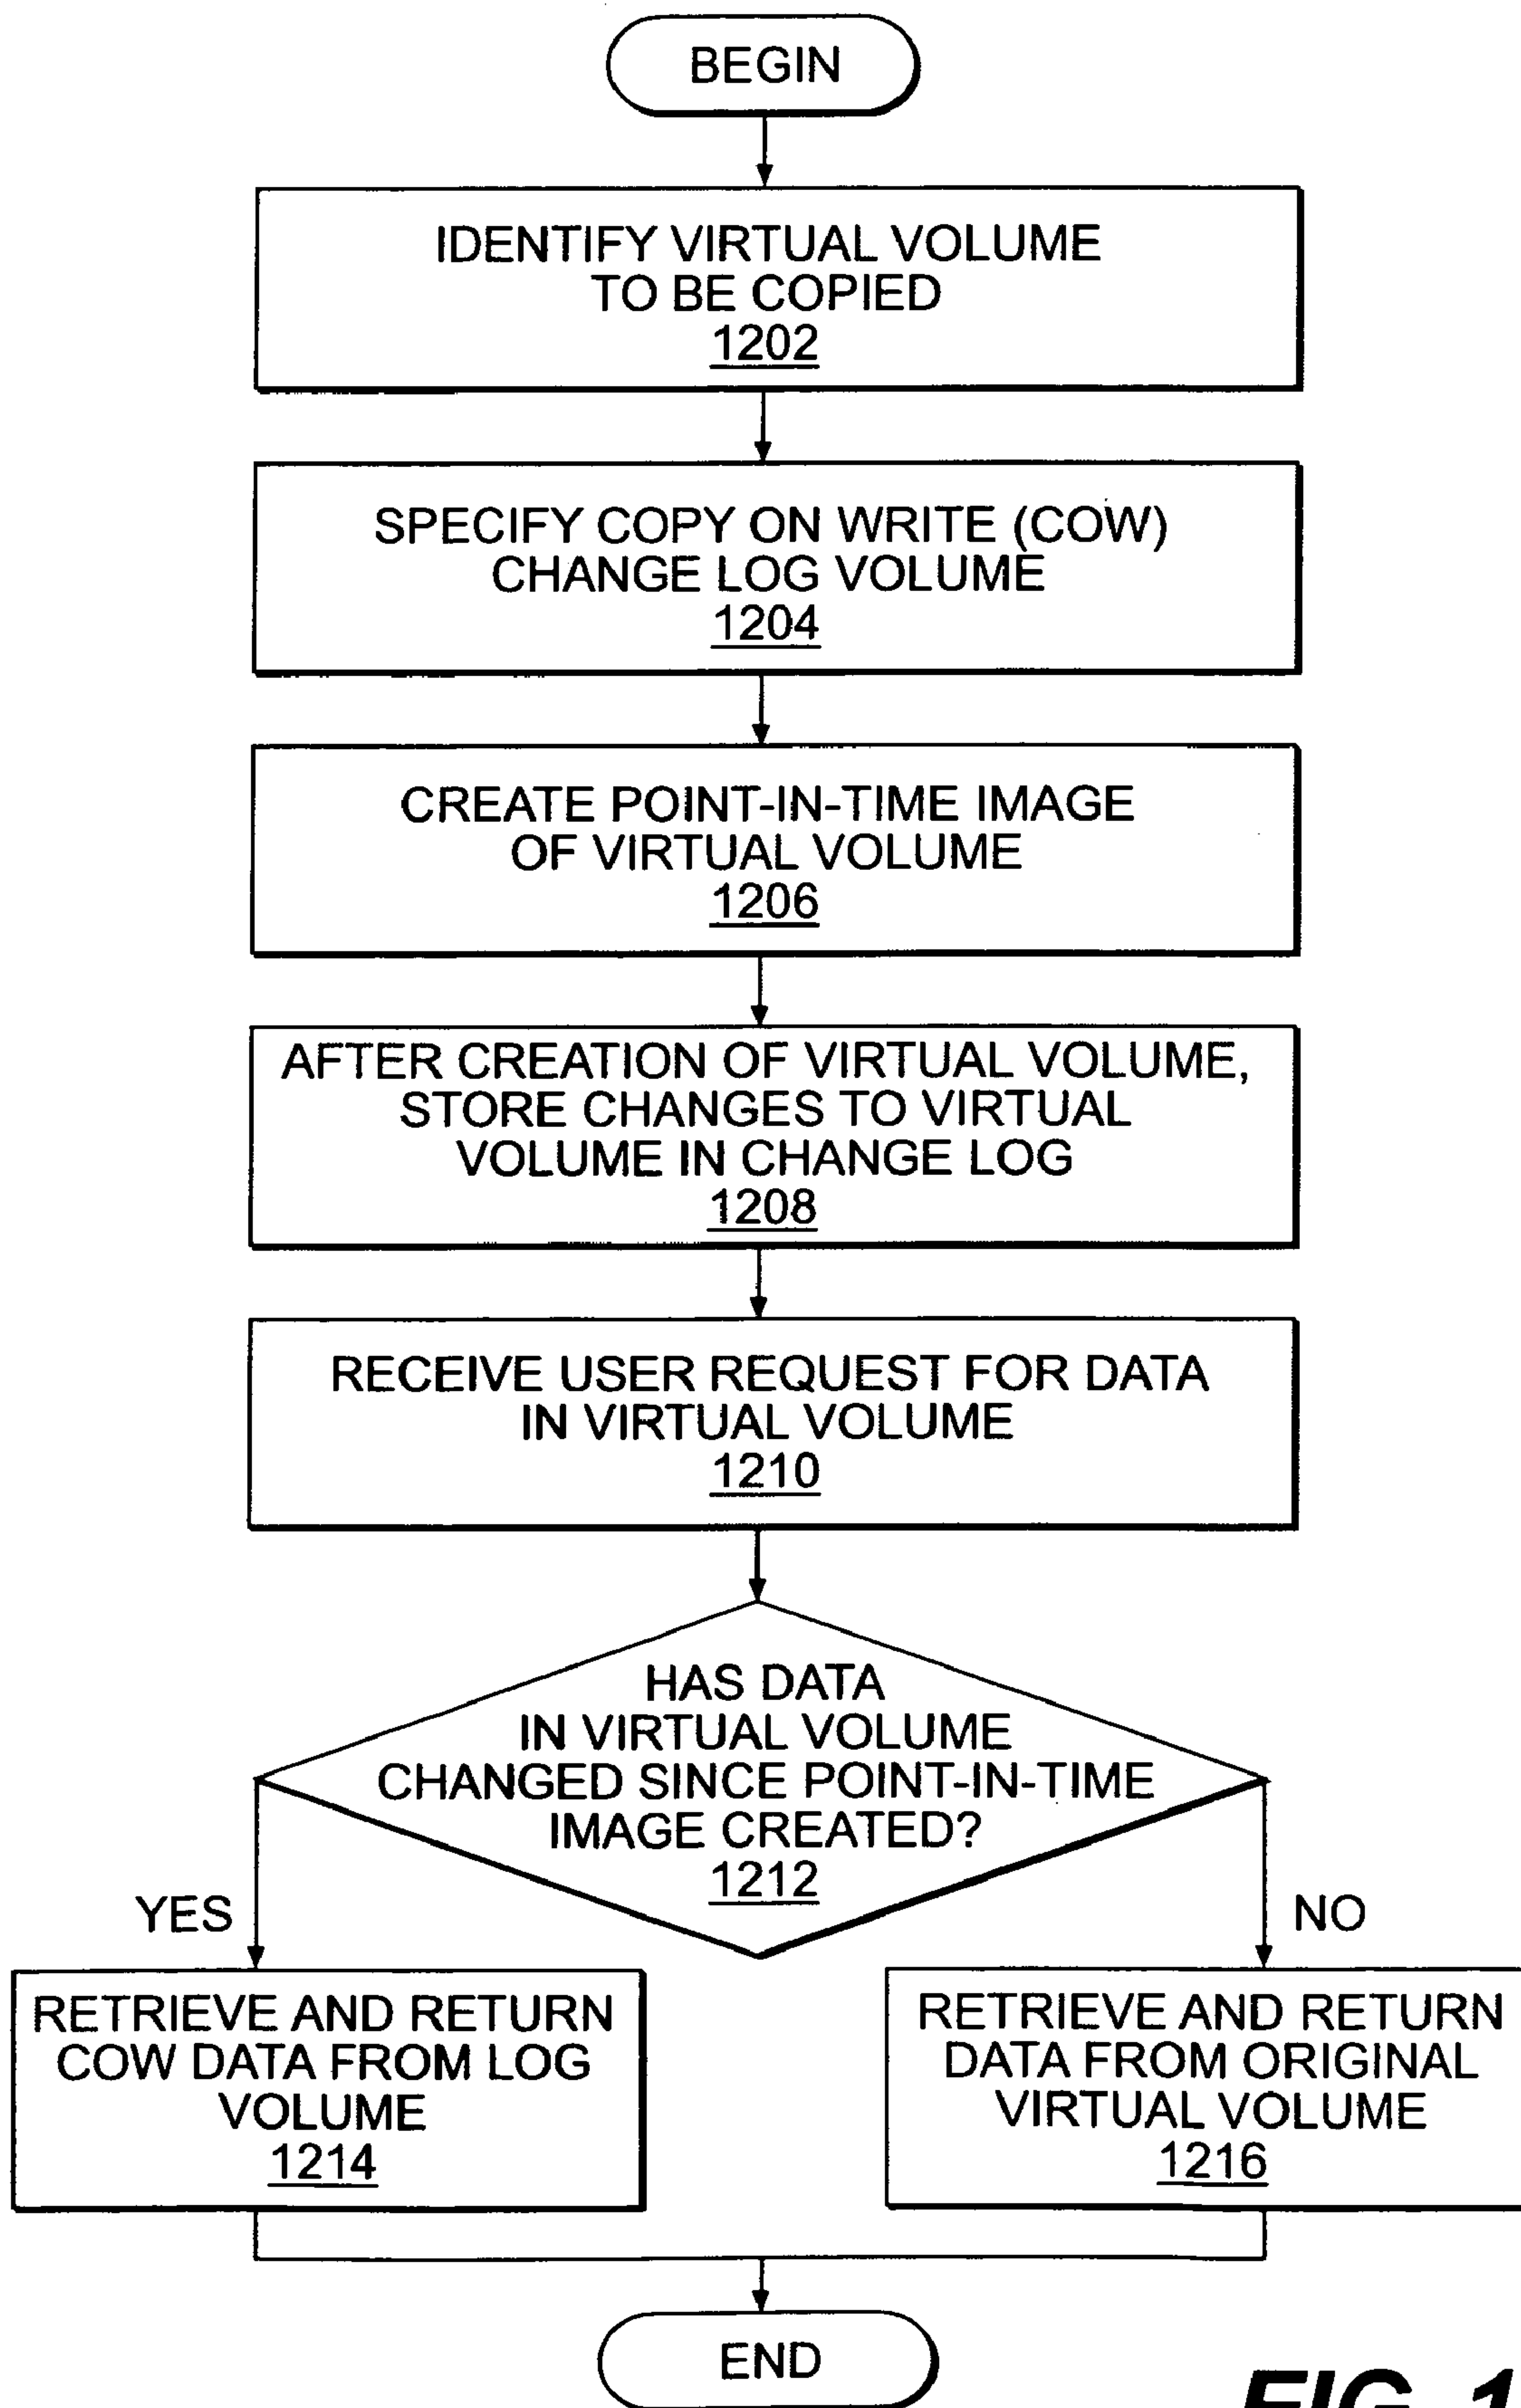 BEGIN
IDENTIFY VIRTUAL VOLUME
TO BE COPIED
1202
SPECIFY COPY ON WRITE (COW)
CHANGE LOG VOLUME
1204
CREATE POINT-IN-TIME IMAGE
OF VIRTUAL VOLUME
1206
AFTER CREATION OF VIRTUAL VOLUME,
STORE CHANGES TO VIRTUAL
VOLUME IN CHANGE LOG
1208
RECEIVE USER REQUEST FOR DATA
IN VIRTUAL VOLUME
1210
HAS DATA
IN VIRTUAL VOLUME
CHANGED SINCE POINT-IN-TIME
IMAGE CREATED?
1212
YES
NO
RETRIEVE AND RETURN
COW DATA FROM LOG
VOLUME
1214
RETRIEVE AND RETURN
DATA FROM ORIGINAL
VIRTUAL VOLUME
1216
END
FIG. 1